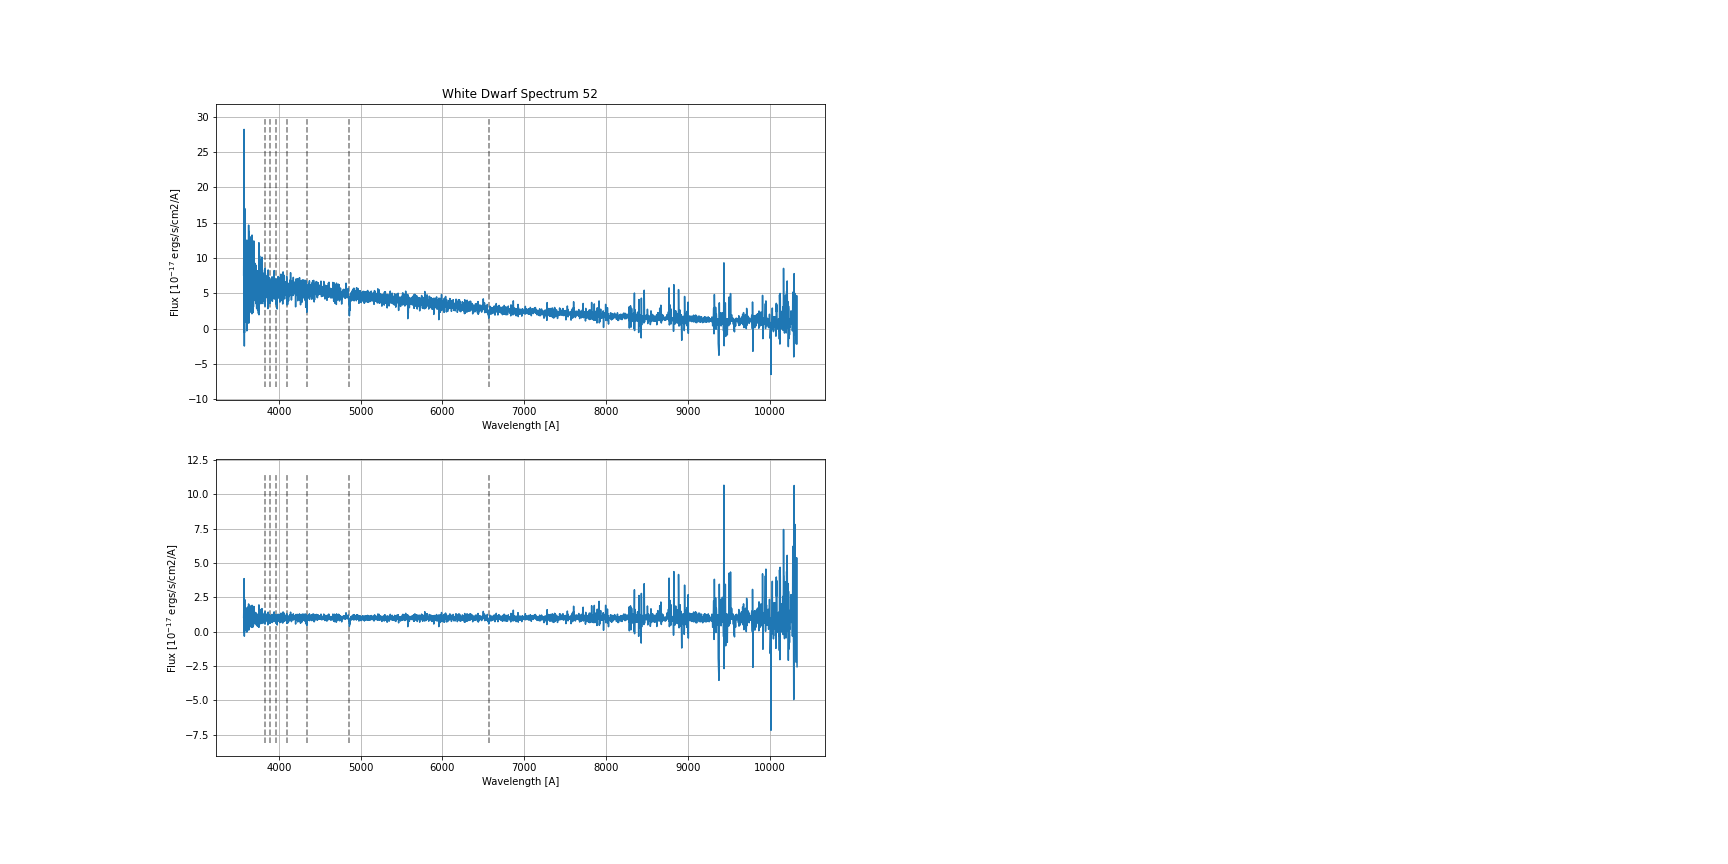 White Dwarf Spectrum 52
30
25
20
15
10
5
0
−5
−10
Flux [10⁻¹⁷ ergs/s/cm2/A]
4000 5000 6000 7000 8000 9000 10000
Wavelength [A]
12.5
10.0
7.5
5.0
2.5
0.0
−2.5
−5.0
−7.5
Flux [10⁻¹⁷ ergs/s/cm2/A]
4000 5000 6000 7000 8000 9000 10000
Wavelength [A]